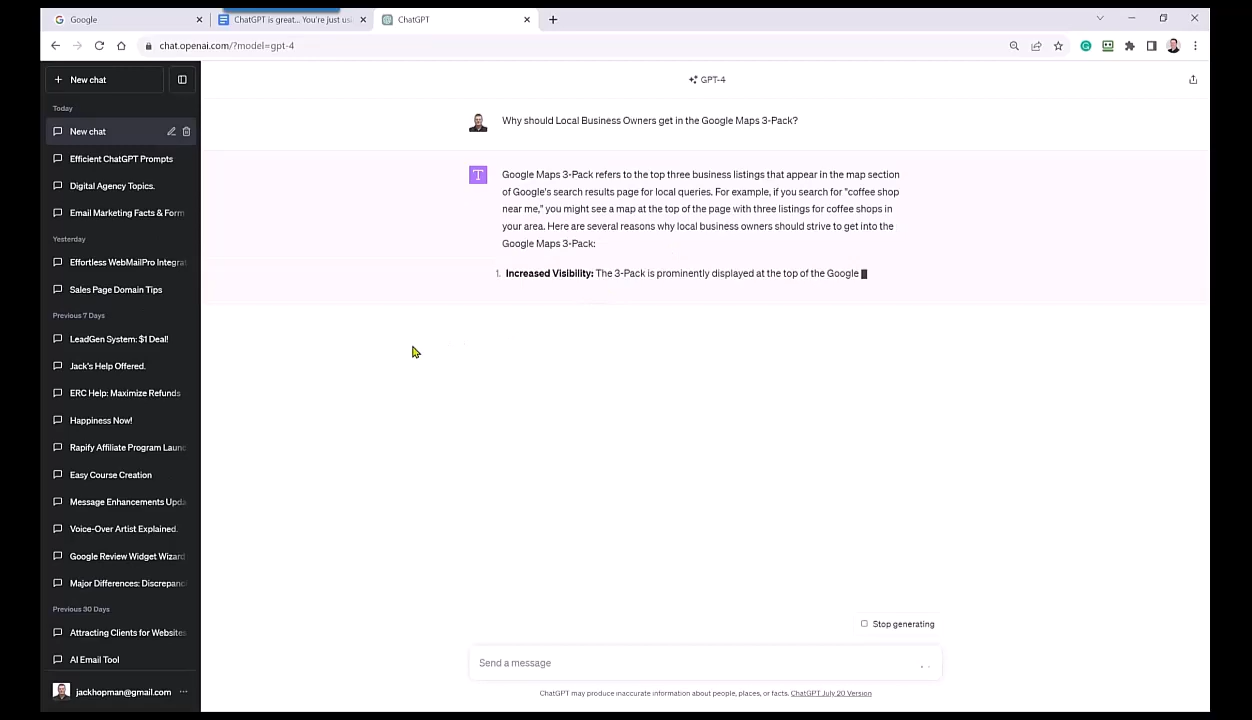 Google
ChatGPT is great... You're just usi
ChatGPT
chat.openai.com/?model=gpt-4
New chat
Today
New chat
Efficient ChatGPT Prompts
Digital Agency Topics.
Email Marketing Facts & Form
Yesterday
Effortless WebMailPro Integrat
Sales Page Domain Tips
Previous 7 Days
LeadGen System: $1 Deal!
Jack's Help Offered.
ERC Help: Maximize Refunds
Happiness Now!
Rapify Affiliate Program Laun
Easy Course Creation
Message Enhancements Upda
Voice-Over Artist Explained.
Google Review Widget Wizard
Major Differences: Discrepanc
Previous 30 Days
Attracting Clients for Websites
AI Email Tool
jackhopman@gmail.com
GPT-4
Why should Local Business Owners get in the Google Maps 3-Pack?
T
Google Maps 3-Pack refers to the top three business listings that appear in the map section
of Google's search results page for local queries. For example, if you search for "coffee shop
near me," you might see a map at the top of the page with three listings for coffee shops in
your area. Here are several reasons why local business owners should strive to get into the
Google Maps 3-Pack:
1. Increased Visibility: The 3-Pack is prominently displayed at the top of the Google
Stop generating
Send a message
ChatGPT may produce inaccurate information about people, places, or facts. ChatGPT July 20 Version